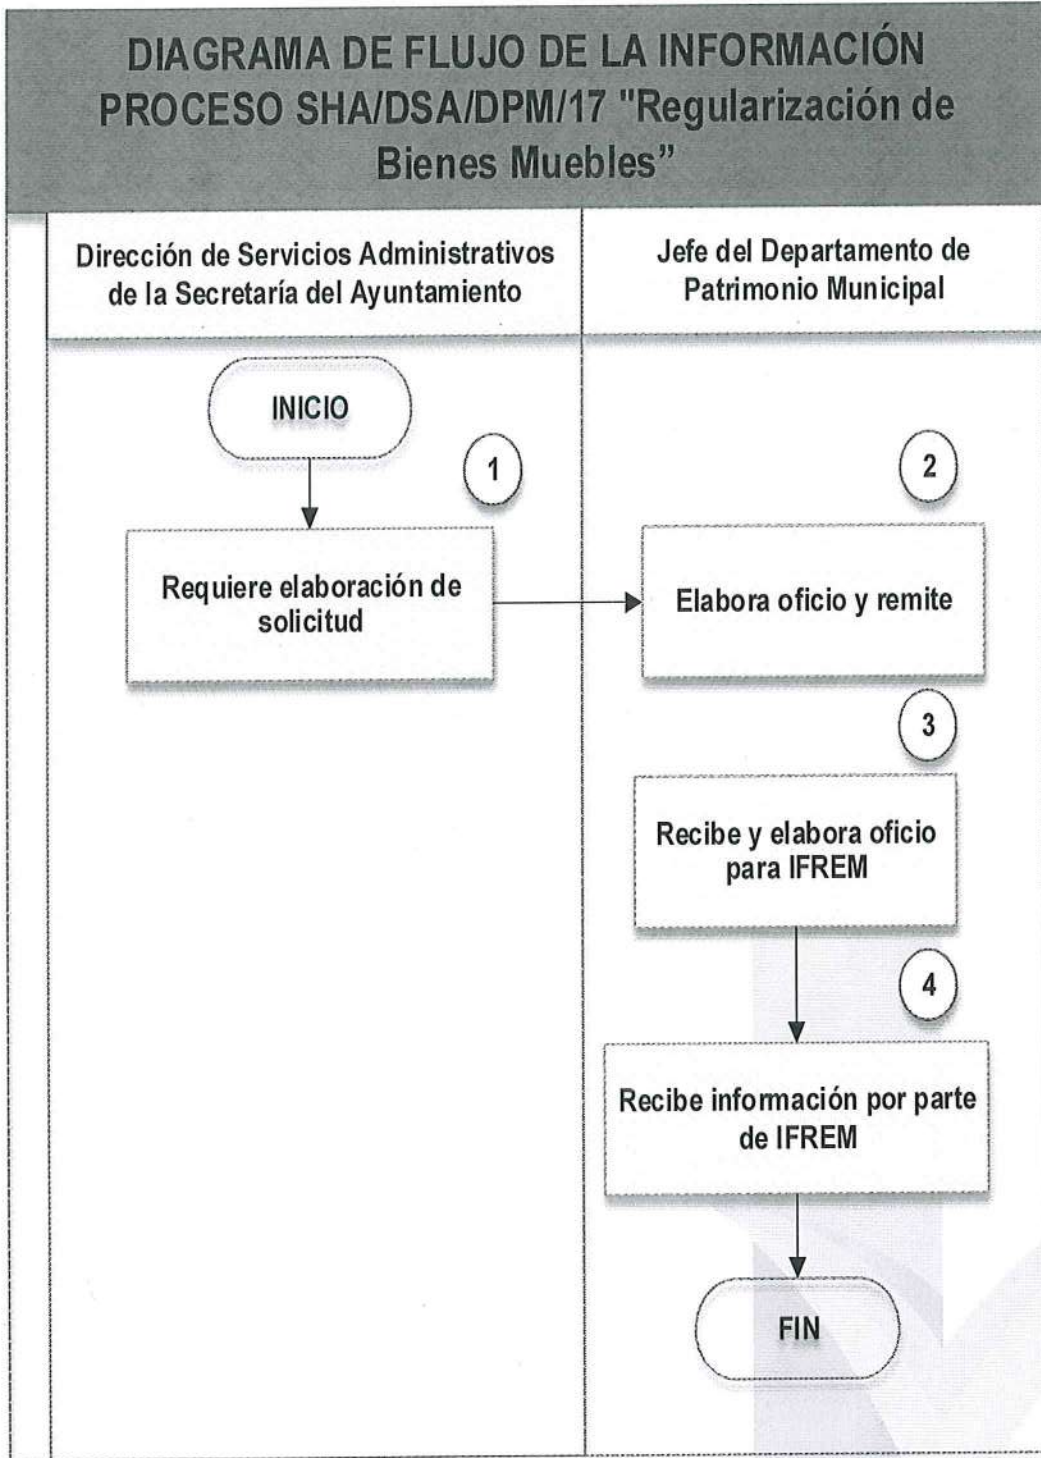 DIAGRAMA DE FLUJO DE LA INFORMACIÓN
PROCESO SHA/DSA/DPM/17 "Regularización de
Bienes Muebles”
Dirección de Servicios Administrativos
de la Secretaría del Ayuntamiento
Jefe del Departamento de
Patrimonio Municipal
INICIO
1
2
Requiere elaboración de
solicitud
Elabora oficio y remite
3
Recibe y elabora oficio
para IFREM
4
Recibe información por parte
de IFREM
FIN